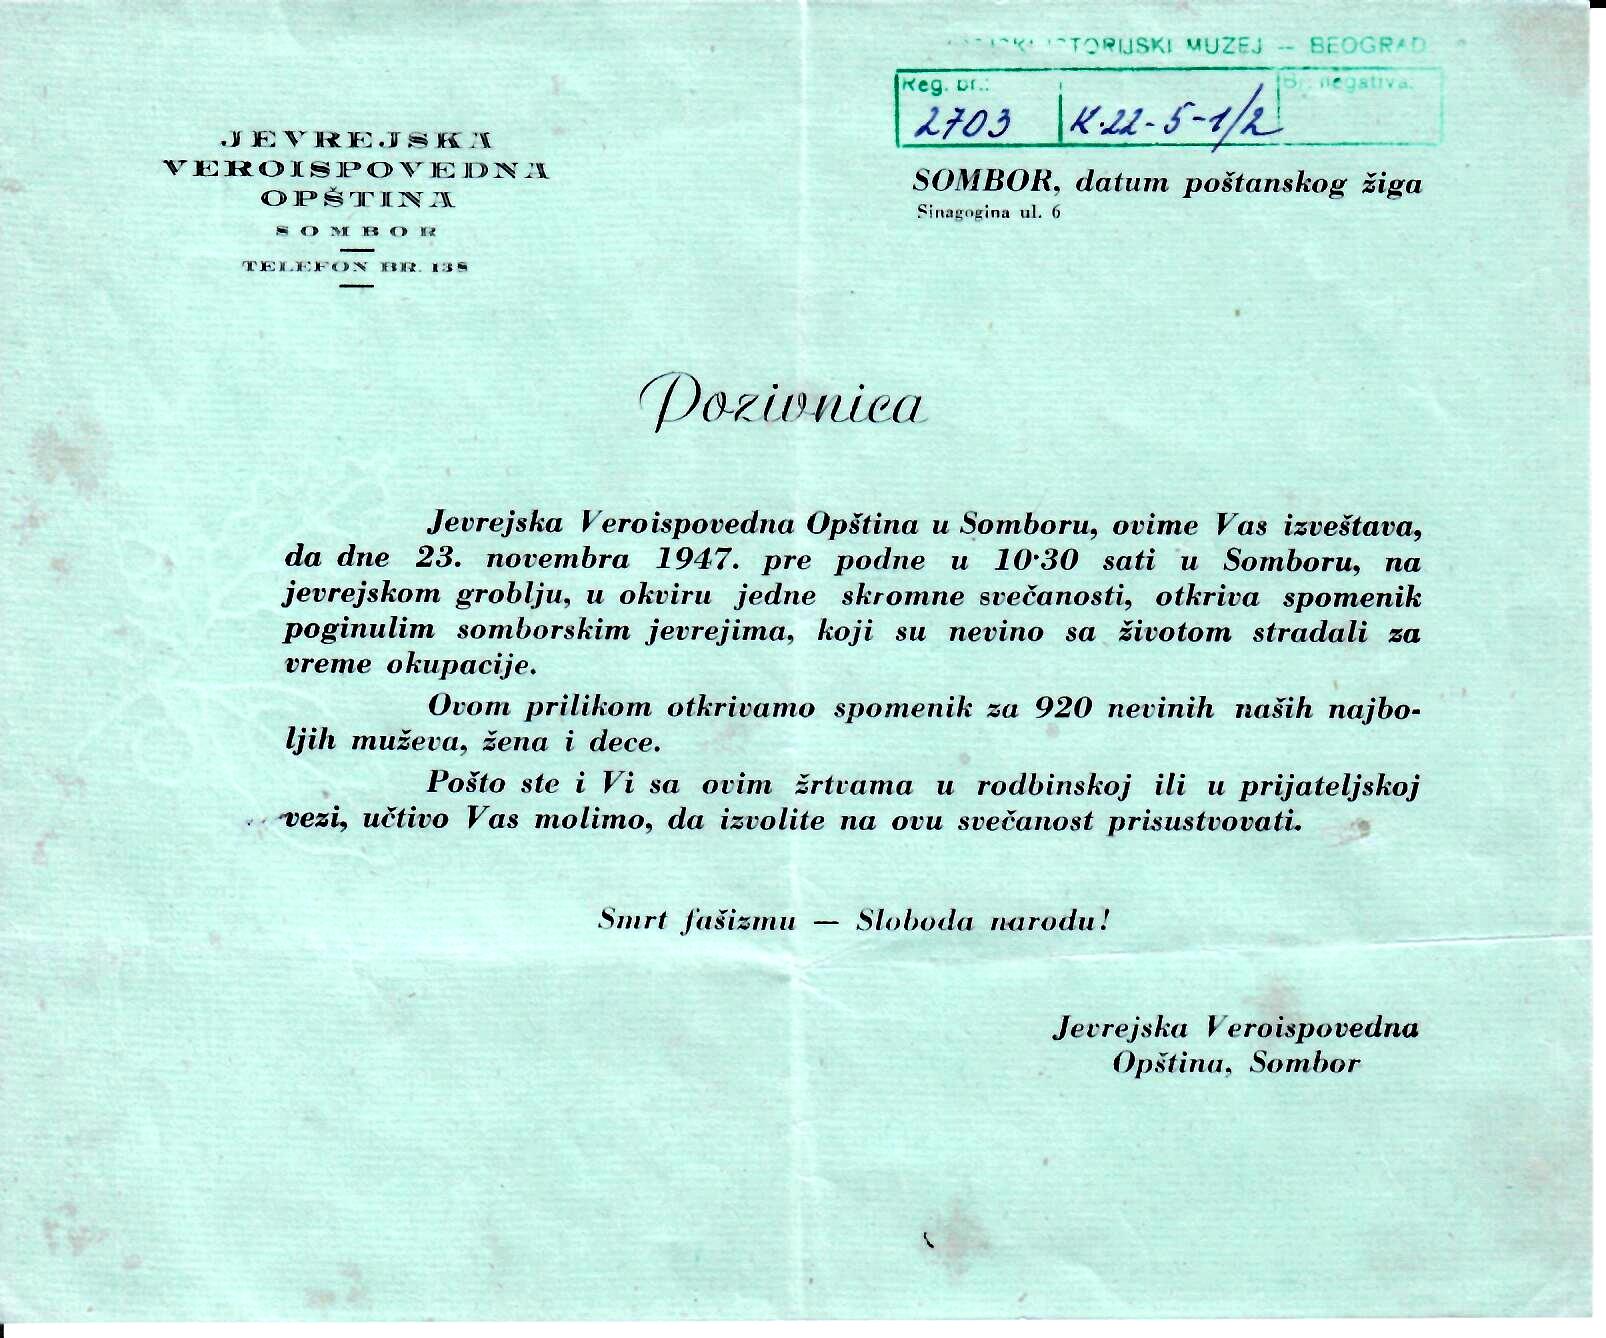 ISTORIJSKI MUZEJ — BEOGRAD
Reg. br.: Br. negativa:
2703 K.22-5-1/2
JEVREJSKA
VEROISPOVEDNA
OPŠTINA
SOMBOR
TELEFON BR. 138
SOMBOR, datum poštanskog žiga
Sinagogina ul. 6
Pozivnica
Jevrejska Veroispovedna Opština u Somboru, ovime Vas izveštava,
da dne 23. novembra 1947. pre podne u 10·30 sati u Somboru, na
jevrejskom groblju, u okviru jedne skromne svečanosti, otkriva spomenik
poginulim somborskim jevrejima, koji su nevino sa životom stradali za
vreme okupacije.
Ovom prilikom otkrivamo spomenik za 920 nevinih naših najbo-
ljih muževa, žena i dece.
Pošto ste i Vi sa ovim žrtvama u rodbinskoj ili u prijateljskoj
vezi, učtivo Vas molimo, da izvolite na ovu svečanost prisustvovati.
Smrt fašizmu — Sloboda narodu!
Jevrejska Veroispovedna
Opština, Sombor